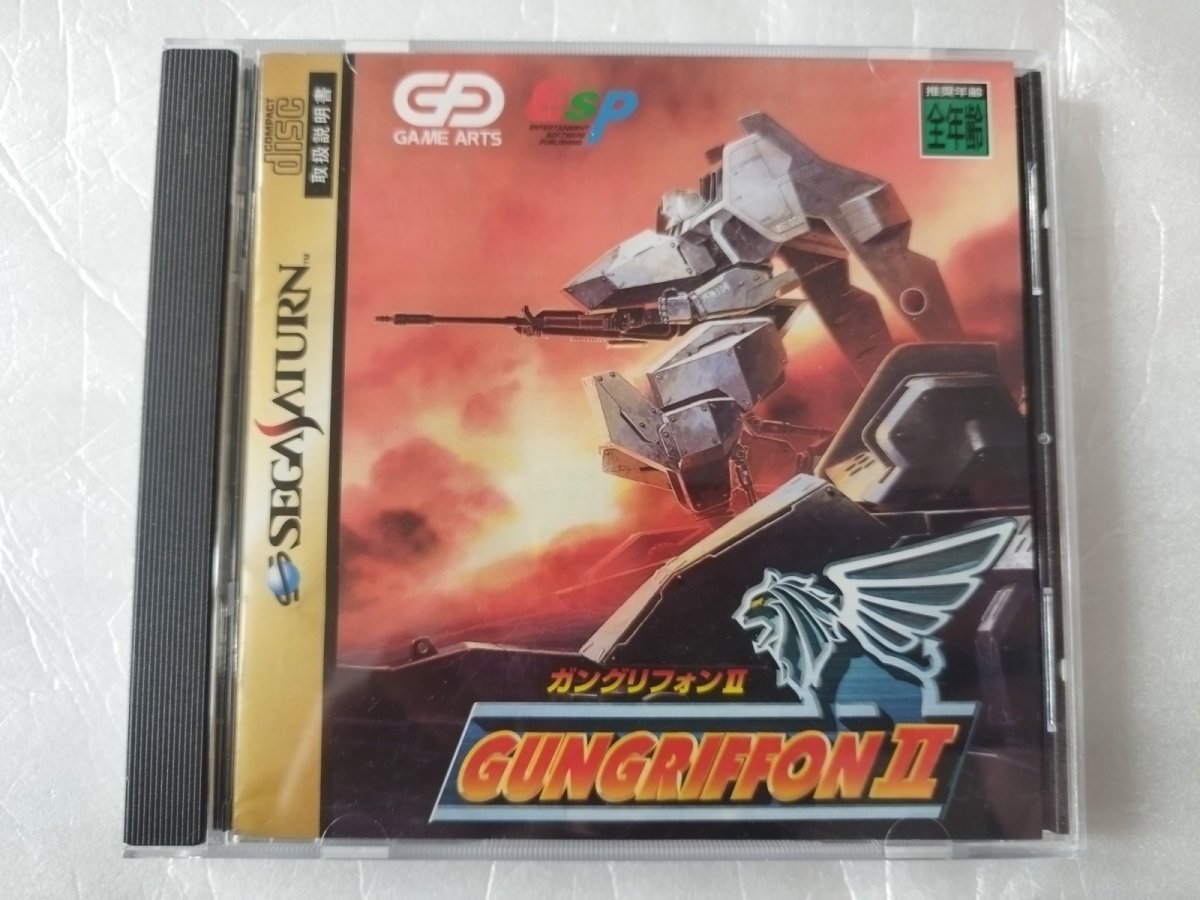 COMPACT
disc
取扱説明書
SEGA SATURN™
GAME ARTS
esp
ENTERTAINMENT
SOFTWARE
PUBLISHING
推奨年齢
全年齢
ガングリフォンII
GUNGRIFFON II